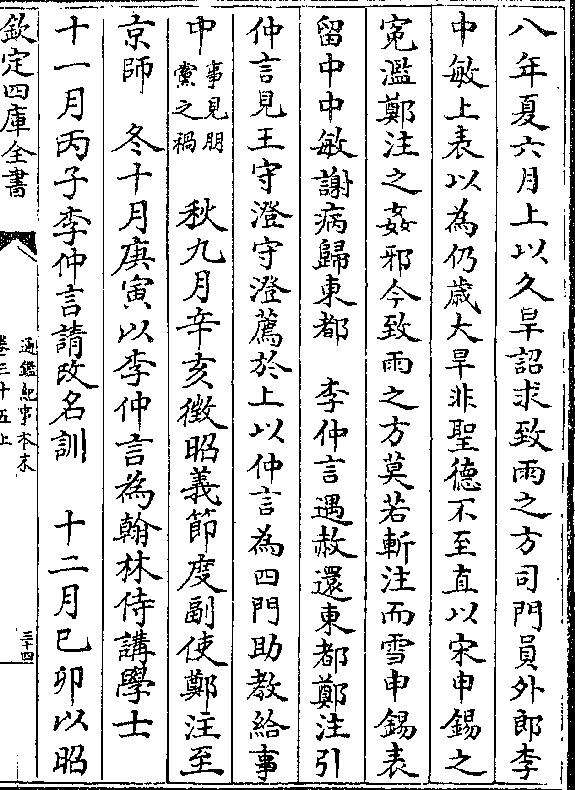 八年夏六月上以久旱詔求致雨之方司門員外郎李
中敏上表以為仍歲大旱非聖德不至直以宋申錫之
寃濫鄭注之姦邪今致雨之方莫若斬注而雪申錫表
留中中敏謝病歸東都 李仲言遇赦還東都鄭注引
仲言見王守澄守澄薦於上以仲言為四門助教給事
中事見朋黨之禍 秋九月辛亥徵昭義節度副使鄭注至
京師 冬十月庚寅以李仲言為翰林侍講學士
十一月丙子李仲言請改名訓 十二月己卯以昭
欽定四庫全書
通鑑紀事本末
卷三十五上
三十四